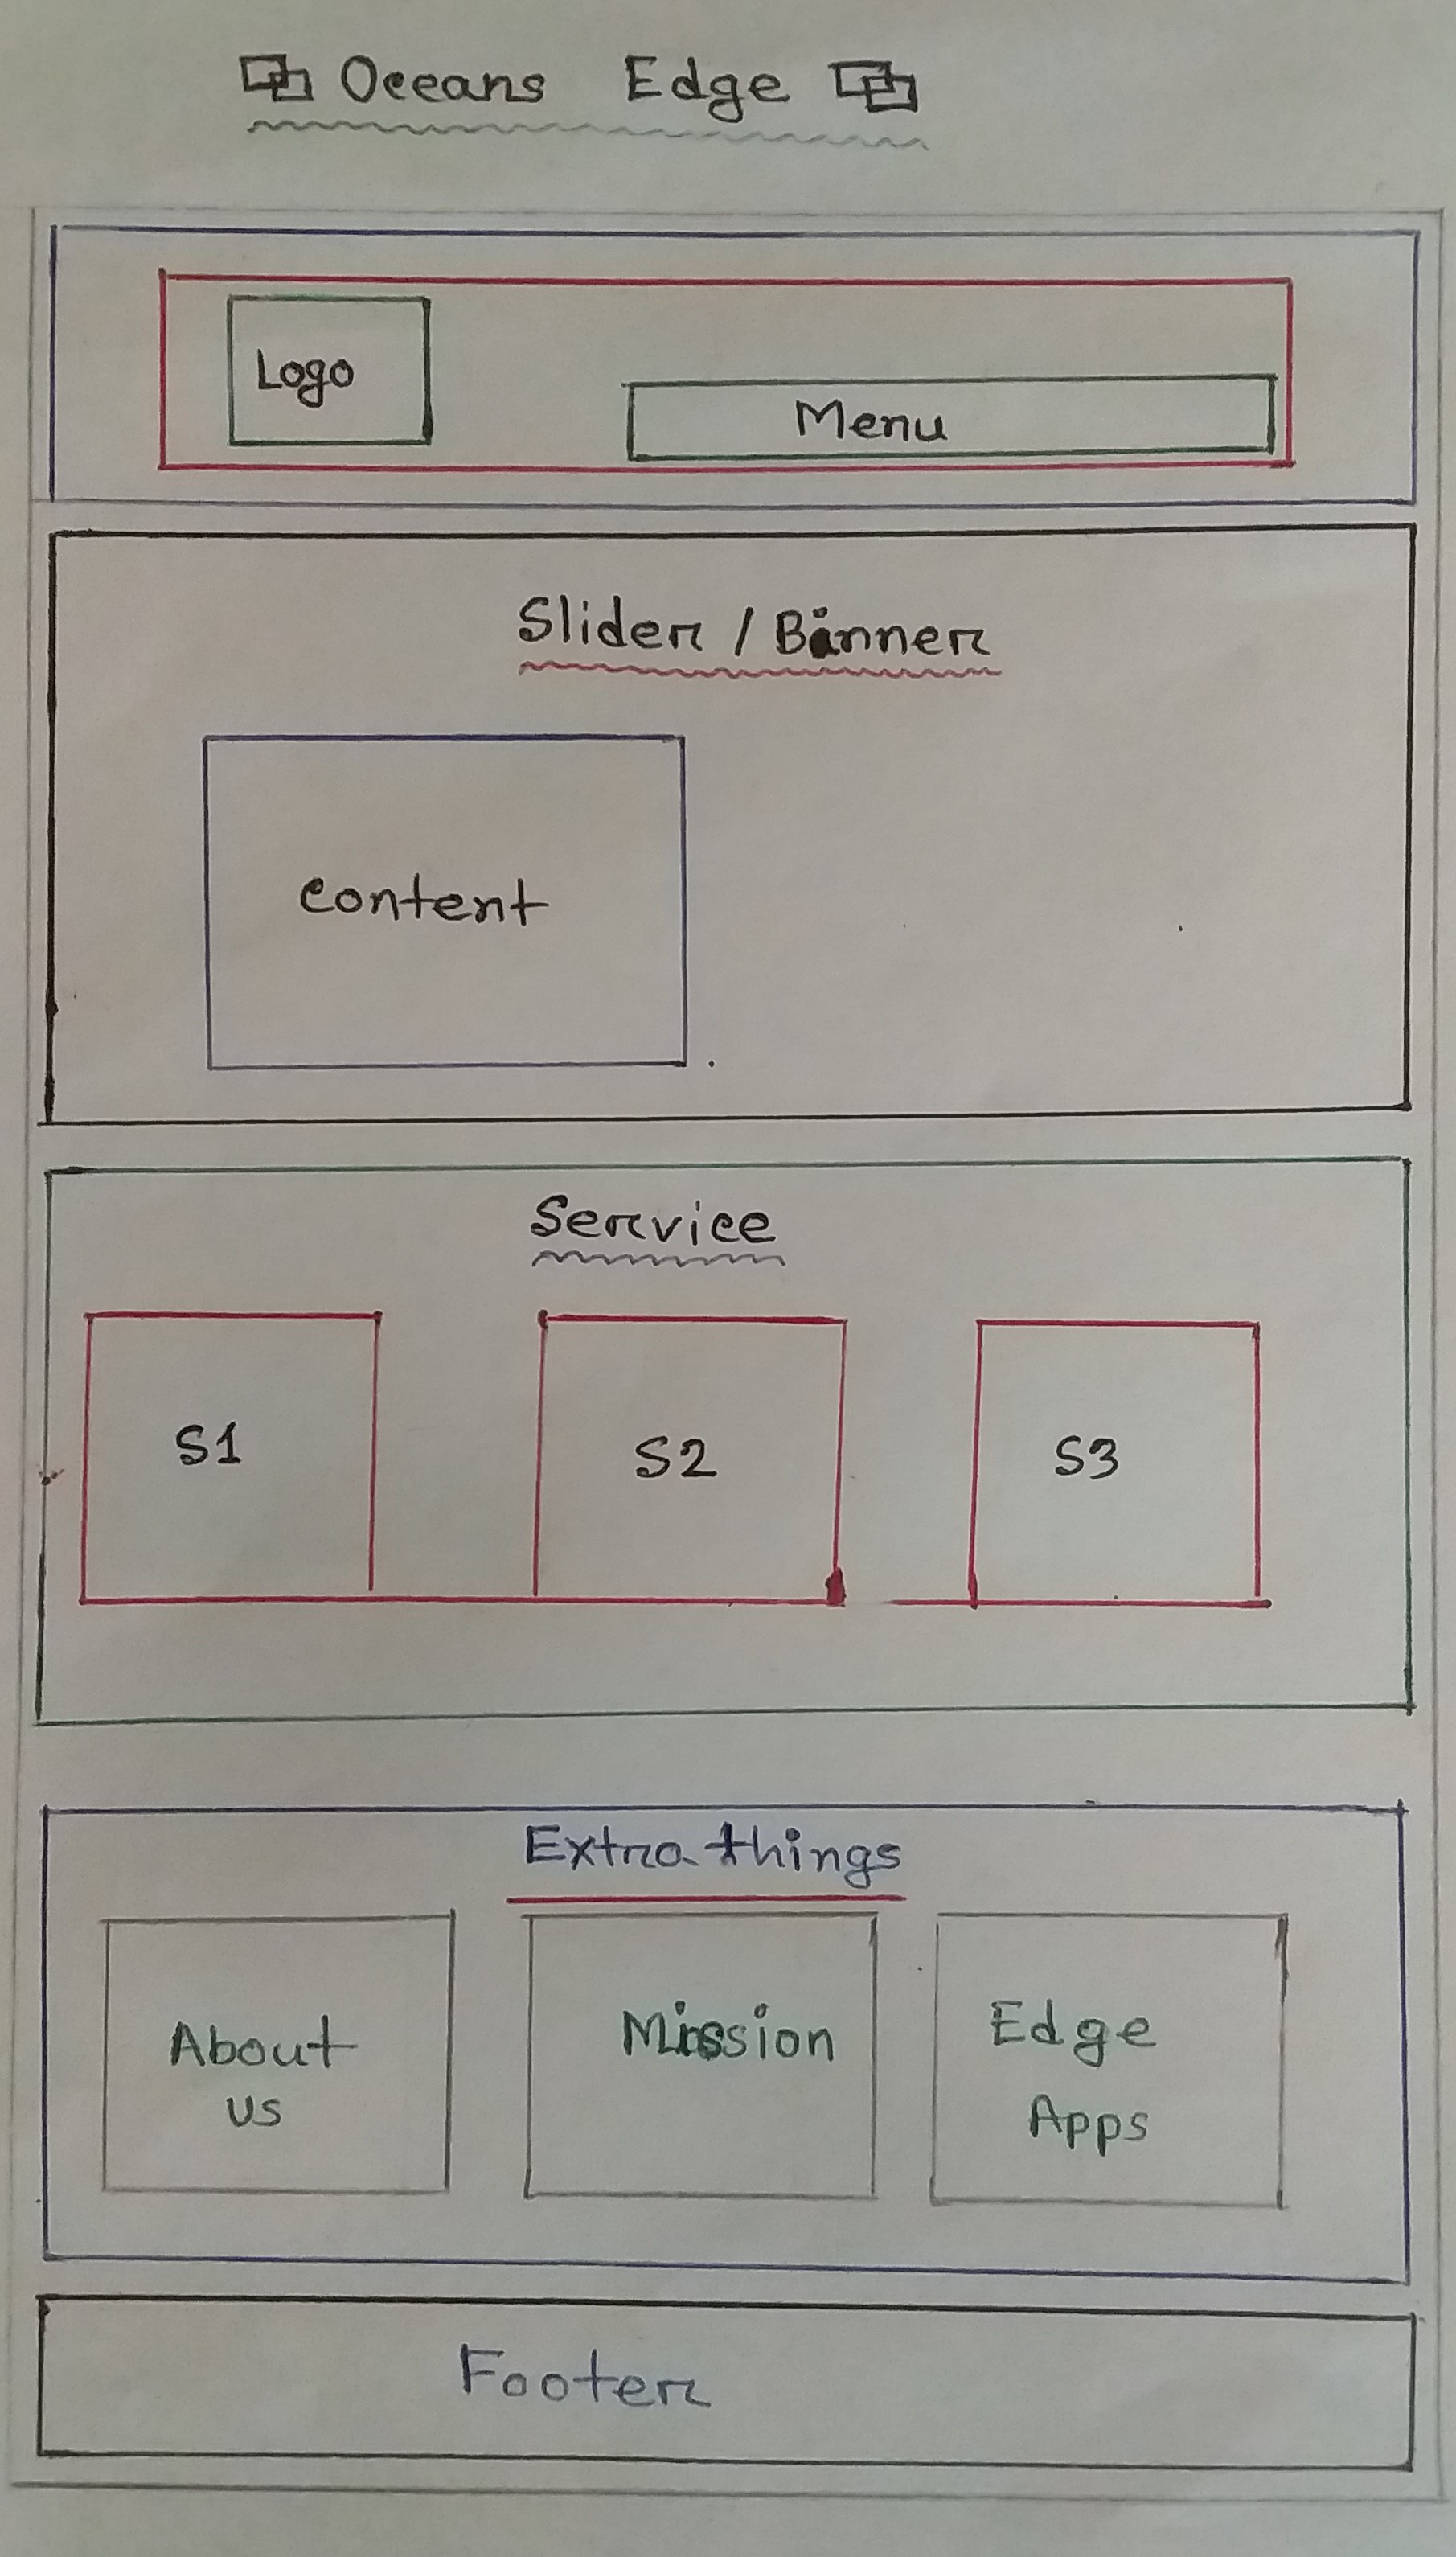 Oceans Edge
Logo
Menu
Slider / Banner
Content
Service
S1
S2
S3
Extra things
About
us
Mission
Edge
Apps
Footer